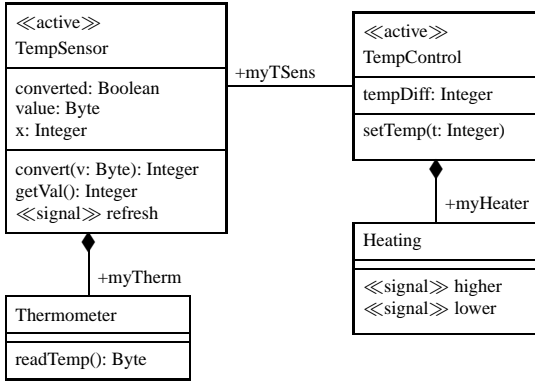 ≪active≫
TempSensor
converted: Boolean
value: Byte
x: Integer
convert(v: Byte): Integer
getVal(): Integer
≪signal≫ refresh
+myTSens
≪active≫
TempControl
tempDiff: Integer
setTemp(t: Integer)
+myTherm
Thermometer
readTemp(): Byte
+myHeater
Heating
≪signal≫ higher
≪signal≫ lower